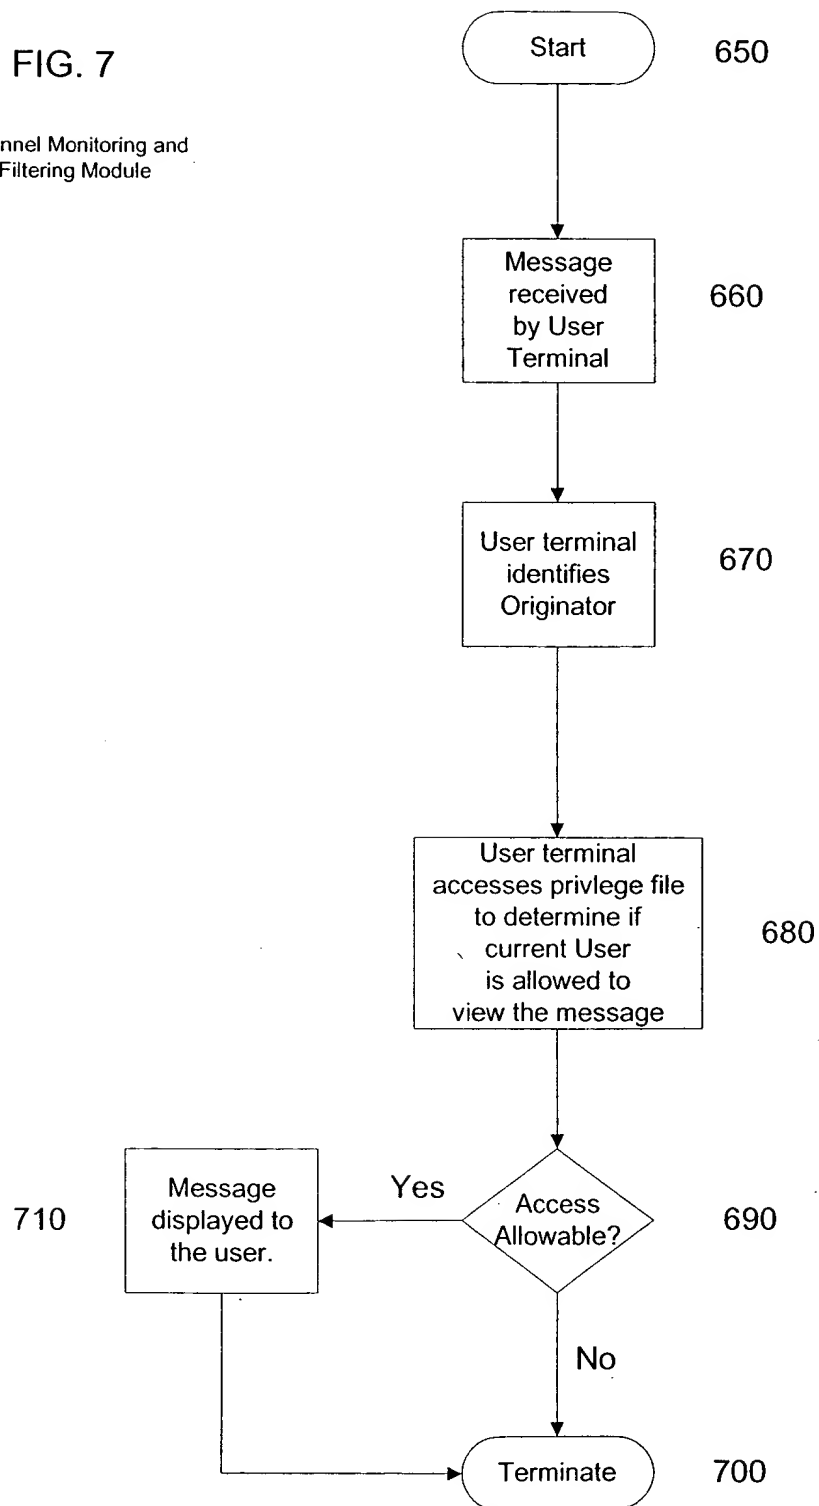 FIG. 7
nnel Monitoring and
Filtering Module
Start
650
Message
received
by User
Terminal
660
User terminal
identifies
Originator
670
User terminal
accesses privlege file
to determine if
current User
is allowed to
view the message
680
Access
Allowable?
690
Yes
Message
displayed to
the user.
710
No
Terminate
700